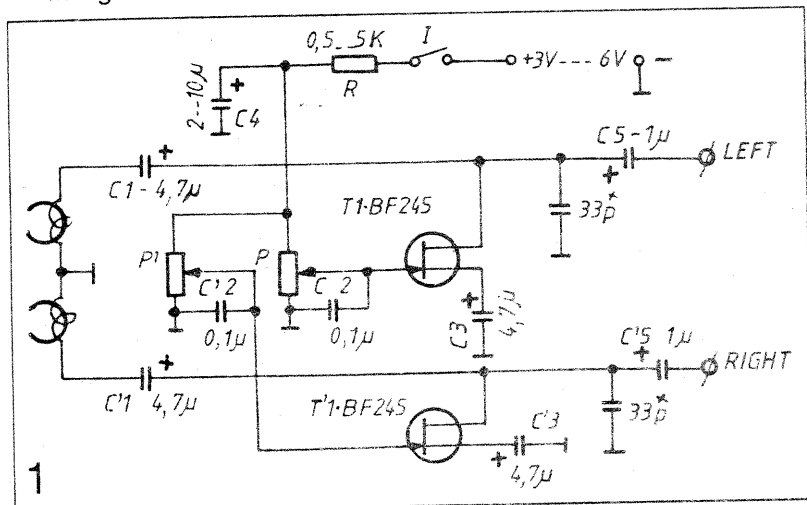 0,5...5K
I
+3V---6V
-
R
2--10μ
+
C4
C1-4,7μ
+
C5-1μ
+
LEFT
33p*
T1·BF245
P'
P
C'2
0,1μ
C 2
0,1μ
+
C3
4,7μ
C'5 1μ
+
RIGHT
C'1 4,7μ
+
T'1·BF245
C'3
+
4,7μ
33p*
1